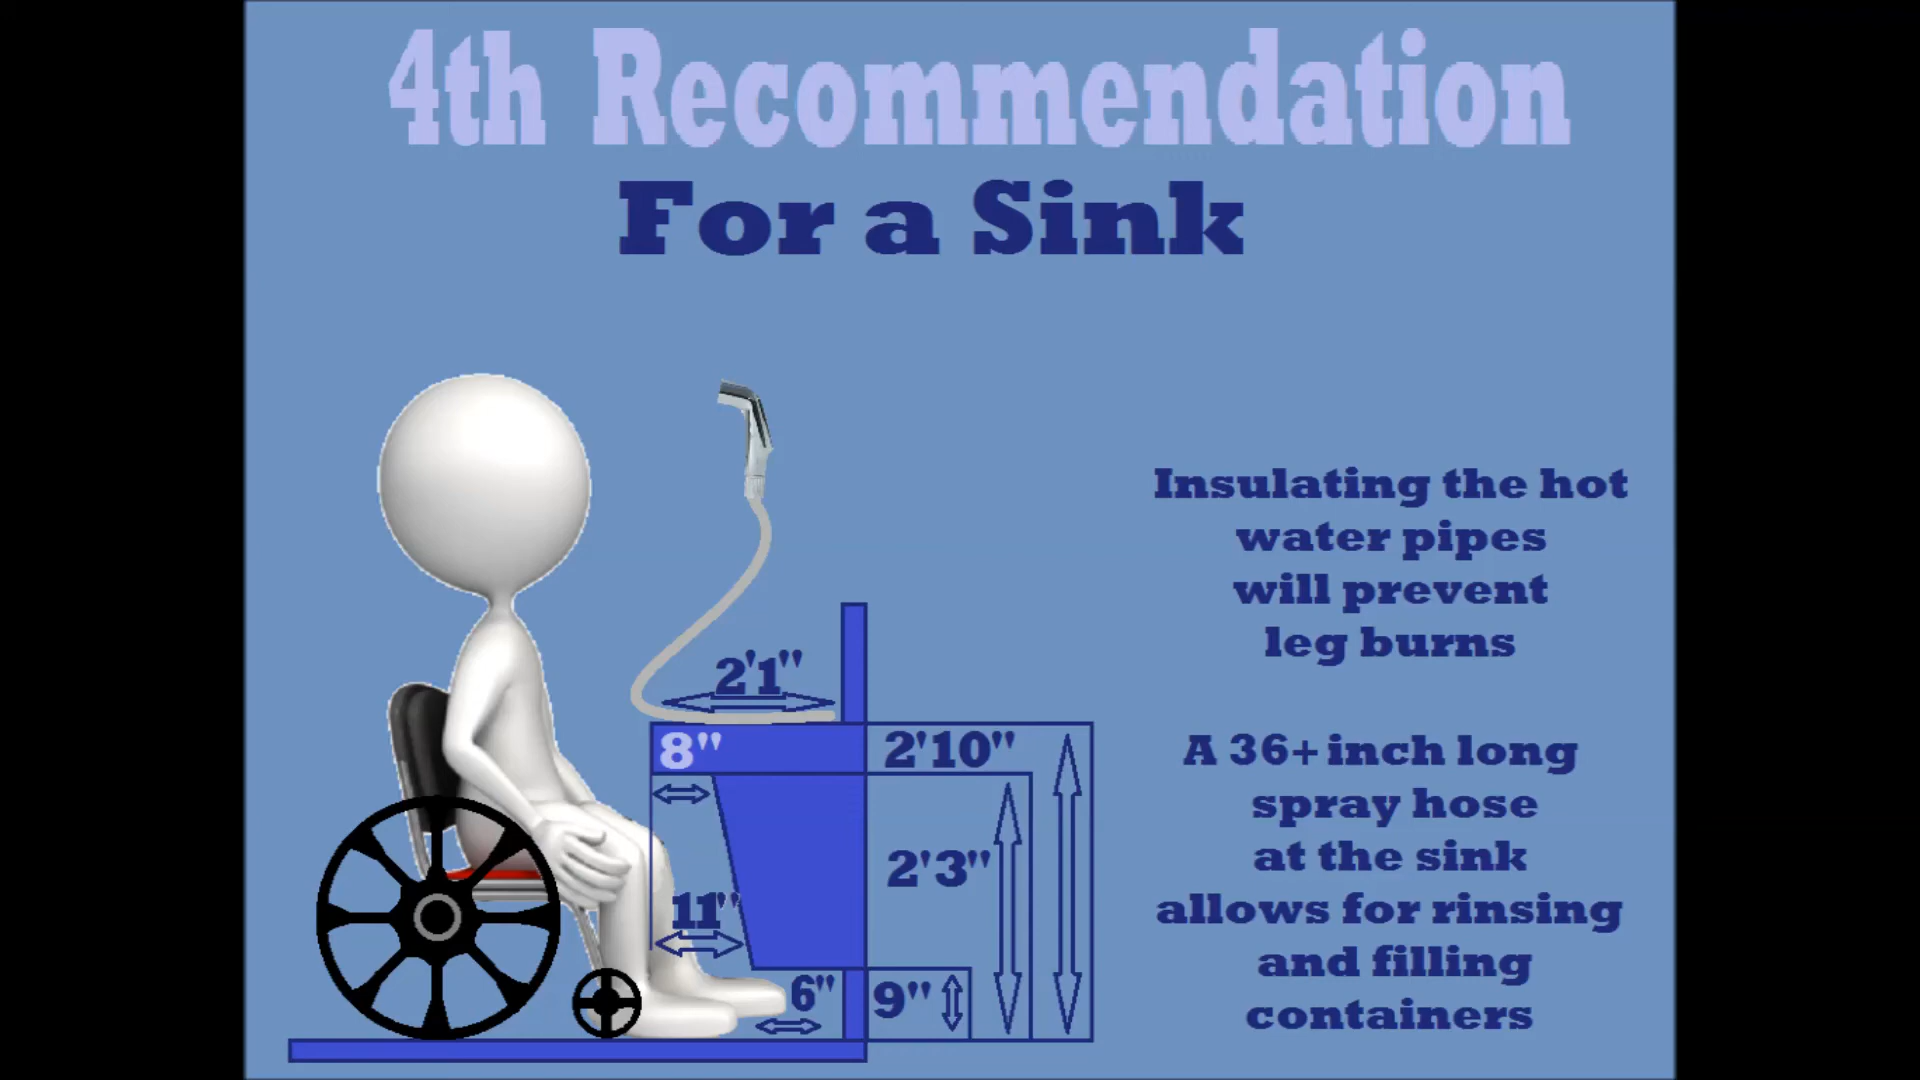 4th Recommendation
For a Sink
Insulating the hot
water pipes
will prevent
leg burns
2'1"
8"
2'10"
A 36+inch long
spray hose
at the sink
allows for rinsing
and filling
containers
2'3"
11"
6"
9"